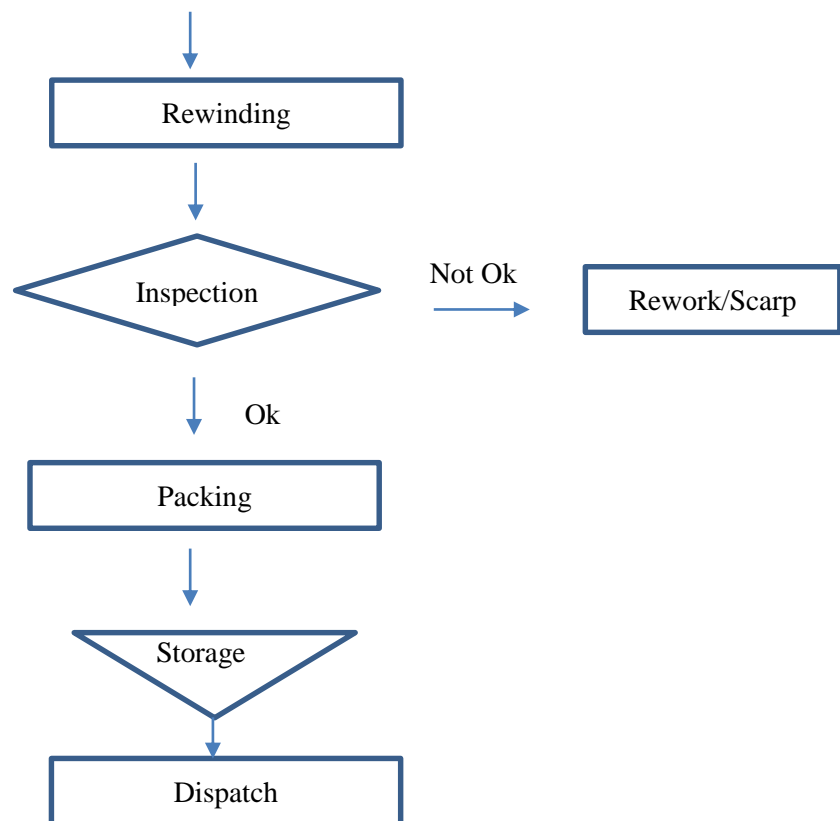 Rewinding
Inspection
Not Ok
Rework/Scarp
Ok
Packing
Storage
Dispatch